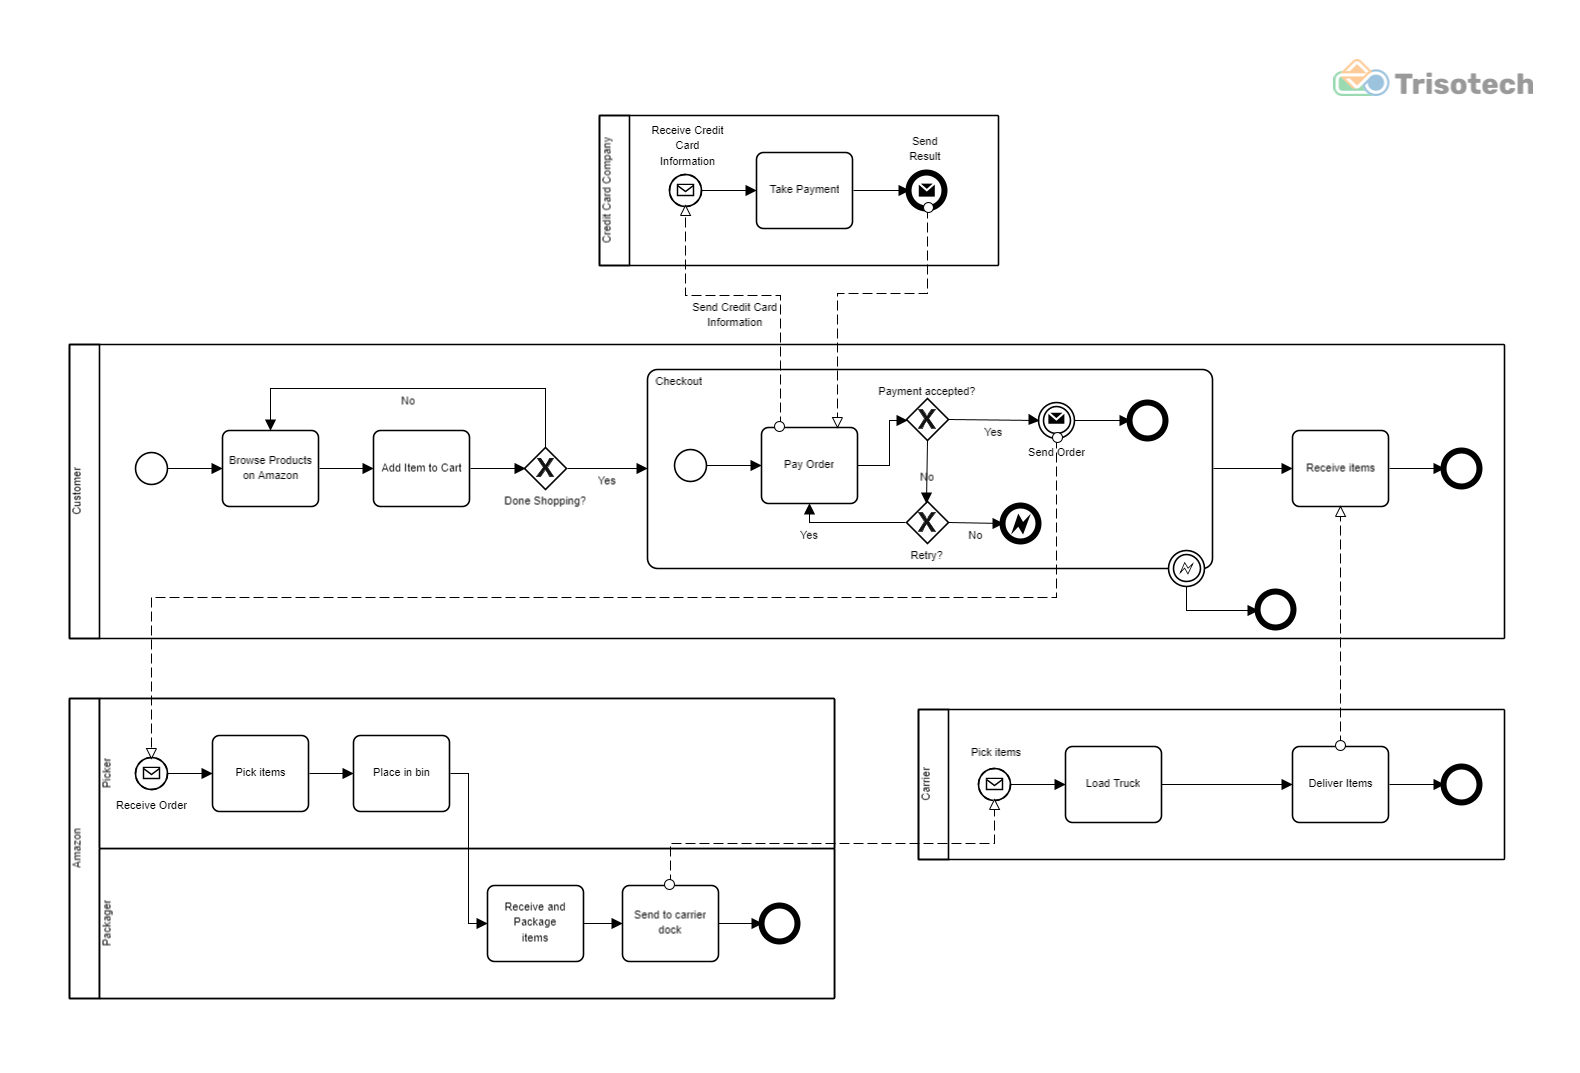 Trisotech
Credit Card Company
Receive Credit
Card
Information
Take Payment
Send
Result
Send Credit Card
Information
Customer
No
Browse Products
on Amazon
Add Item to Cart
Done Shopping?
Yes
Checkout
Pay Order
Payment accepted?
Yes
Send Order
No
Yes
Retry?
No
Receive items
Amazon
Picker
Receive Order
Pick items
Place in bin
Packager
Receive and
Package
items
Send to carrier
dock
Carrier
Pick items
Load Truck
Deliver Items